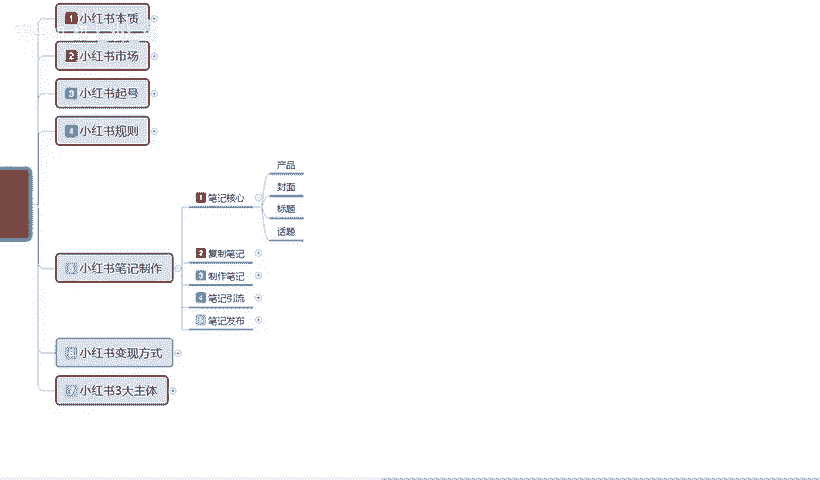 1 小红书本质
2 小红书市场
3 小红书起号
4 小红书规则
5 小红书笔记制作
1 笔记核心
产品
封面
标题
话题
2 复制笔记
3 制作笔记
4 笔记引流
5 笔记发布
6 小红书变现方式
7 小红书3大主体